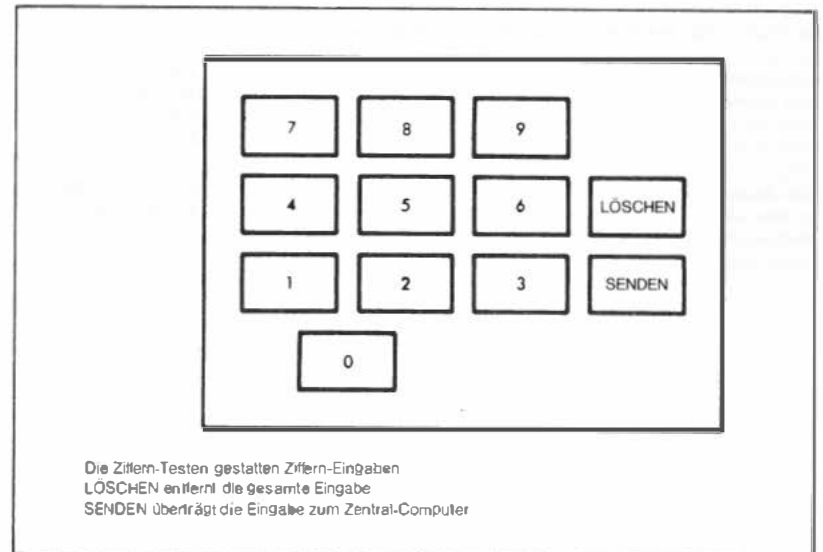 7 8 9
4 5 6 LÖSCHEN
1 2 3 SENDEN
0
Die Ziffern-Testen gestatten Ziffern-Eingaben
LÖSCHEN entfernt die gesamte Eingabe
SENDEN überträgt die Eingabe zum Zentral-Computer